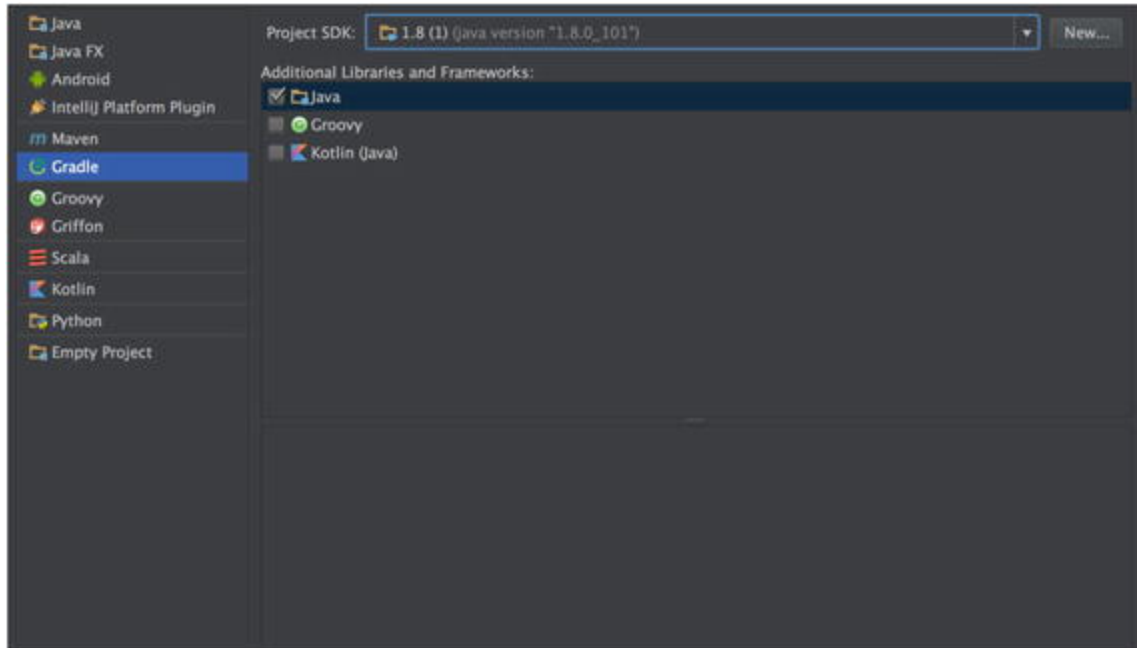 Java
Java FX
Android
IntelliJ Platform Plugin
Maven
Gradle
Groovy
Griffon
Scala
Kotlin
Python
Empty Project
Project SDK: 1.8 (1) (java version "1.8.0_101") New...
Additional Libraries and Frameworks:
Java
Groovy
Kotlin (Java)